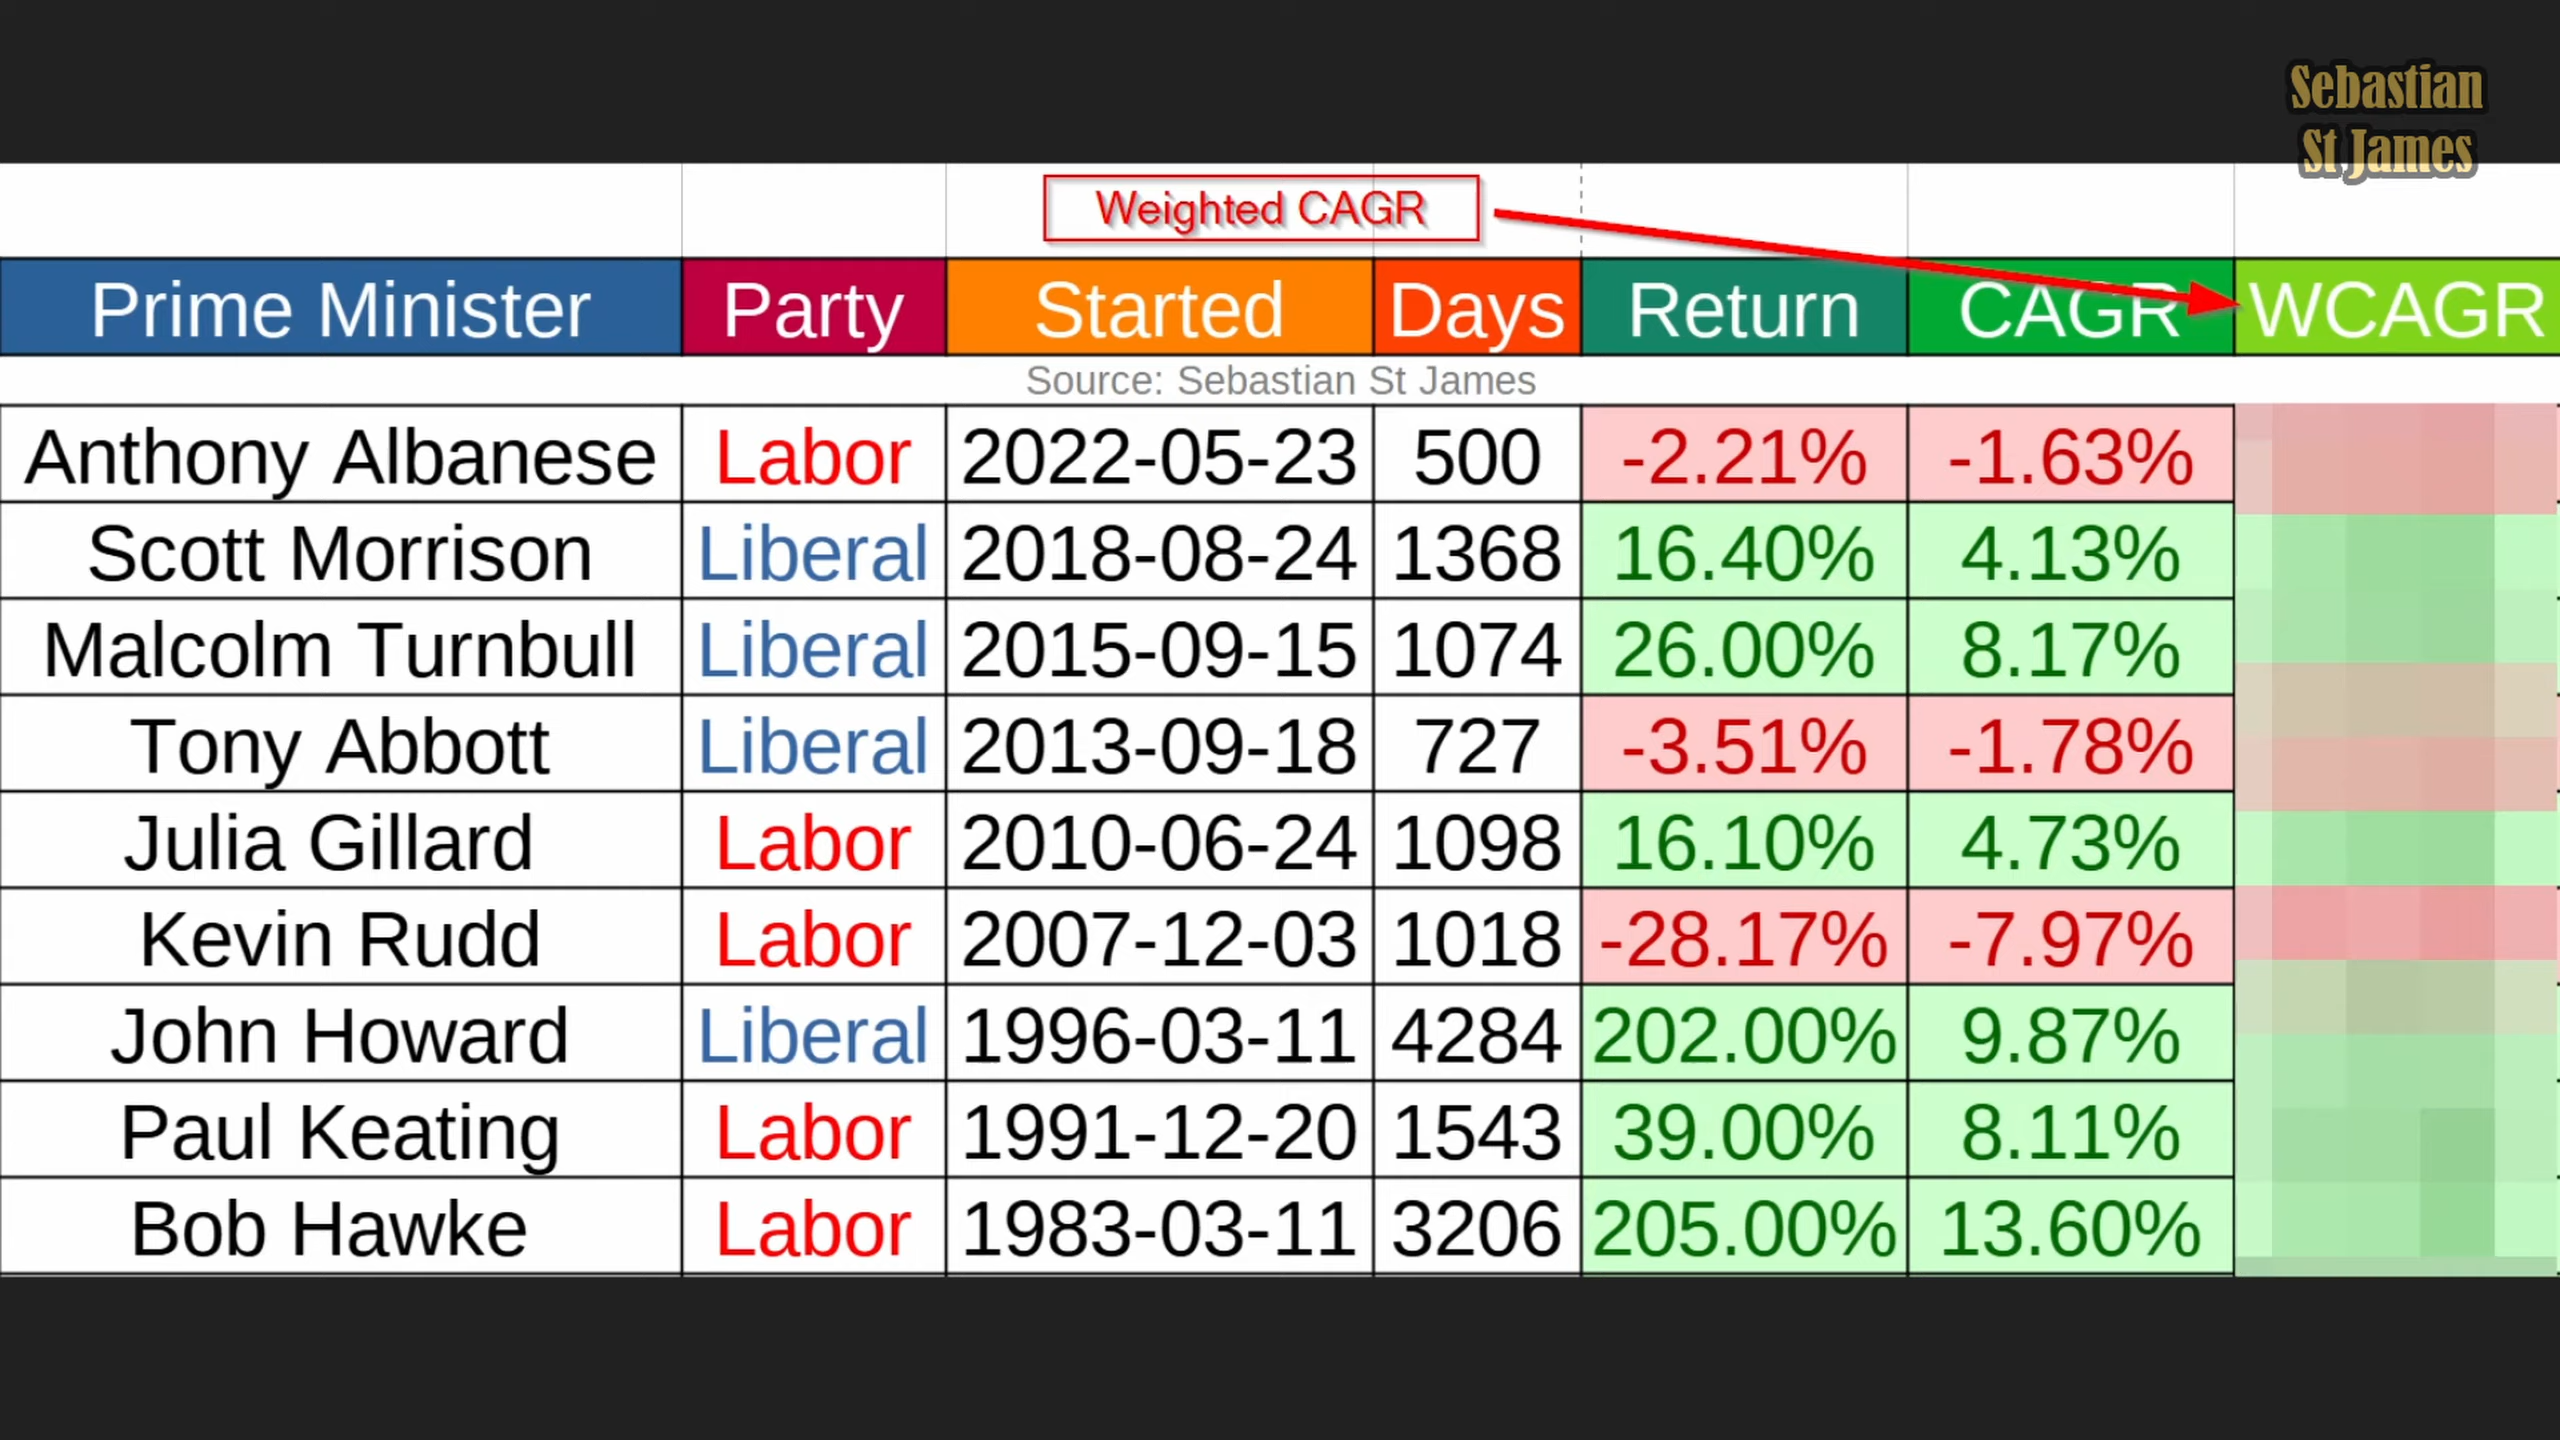 Sebastian
St James
Weighted CAGR
Prime Minister Party Started Days Return CAGR WCAGR
Source: Sebastian St James
Anthony Albanese Labor 2022-05-23 500 -2.21% -1.63%
Scott Morrison Liberal 2018-08-24 1368 16.40% 4.13%
Malcolm Turnbull Liberal 2015-09-15 1074 26.00% 8.17%
Tony Abbott Liberal 2013-09-18 727 -3.51% -1.78%
Julia Gillard Labor 2010-06-24 1098 16.10% 4.73%
Kevin Rudd Labor 2007-12-03 1018 -28.17% -7.97%
John Howard Liberal 1996-03-11 4284 202.00% 9.87%
Paul Keating Labor 1991-12-20 1543 39.00% 8.11%
Bob Hawke Labor 1983-03-11 3206 205.00% 13.60%